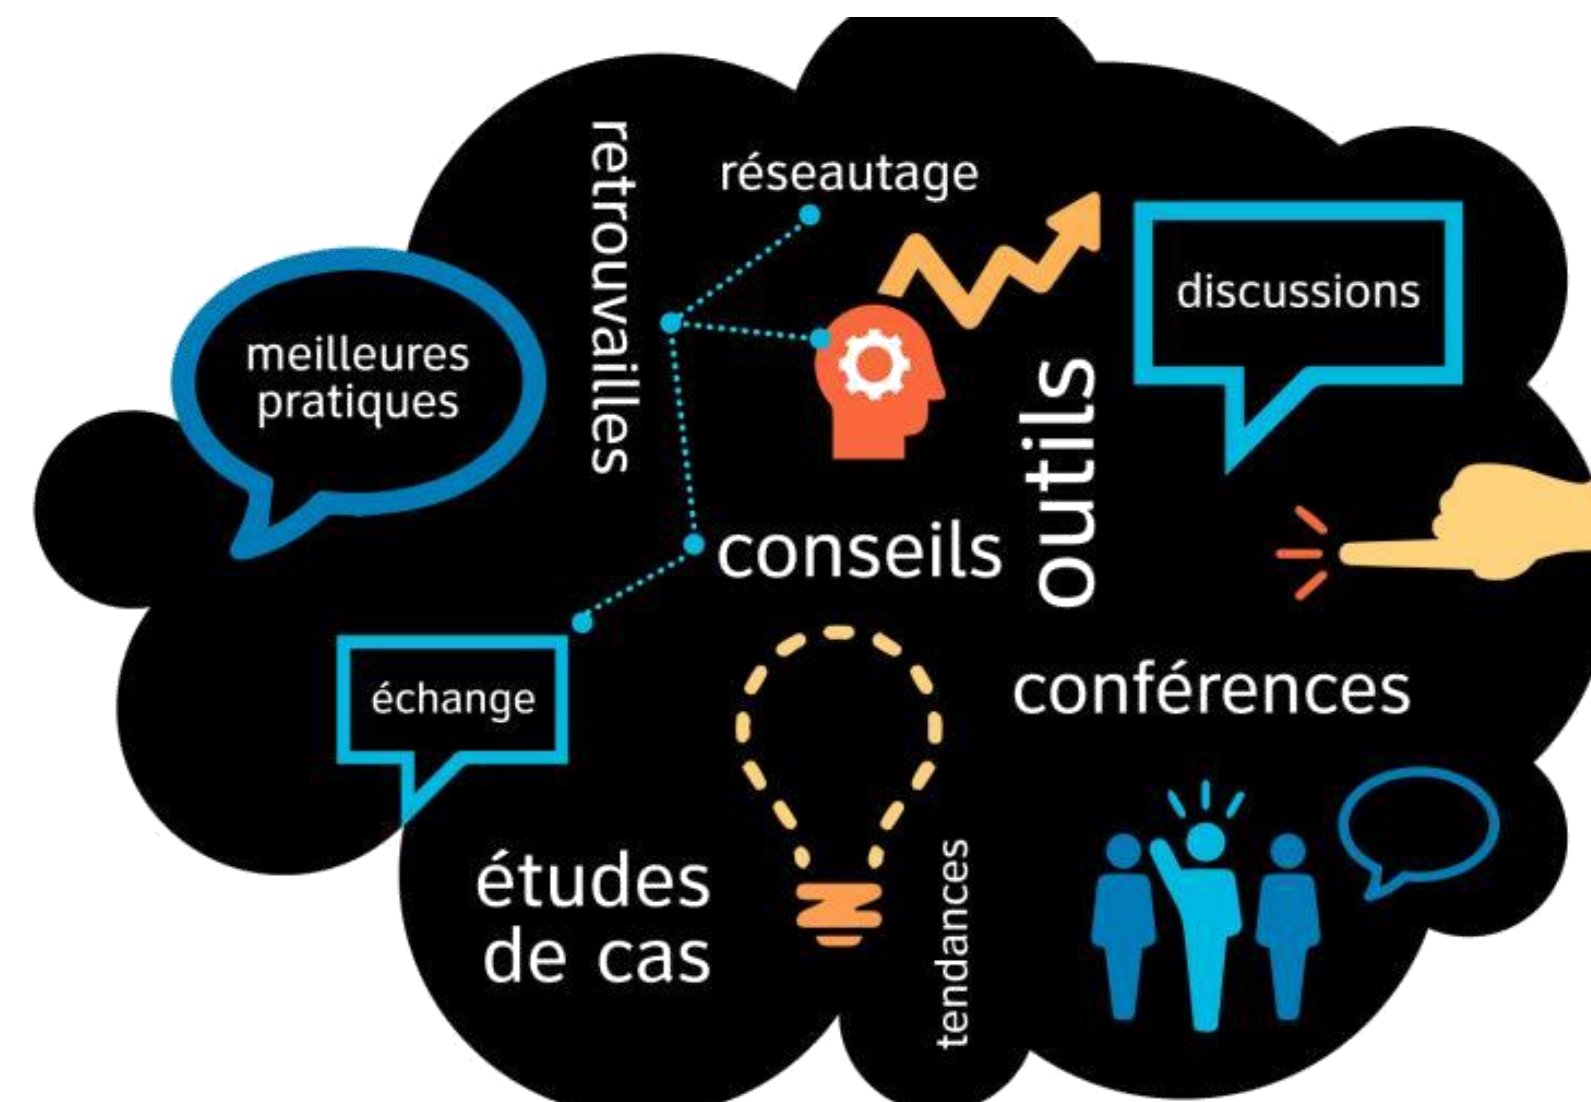 retrouvailles
réseautage
discussions
meilleures
pratiques
outils
conseils
échange
conférences
études
de cas
tendances